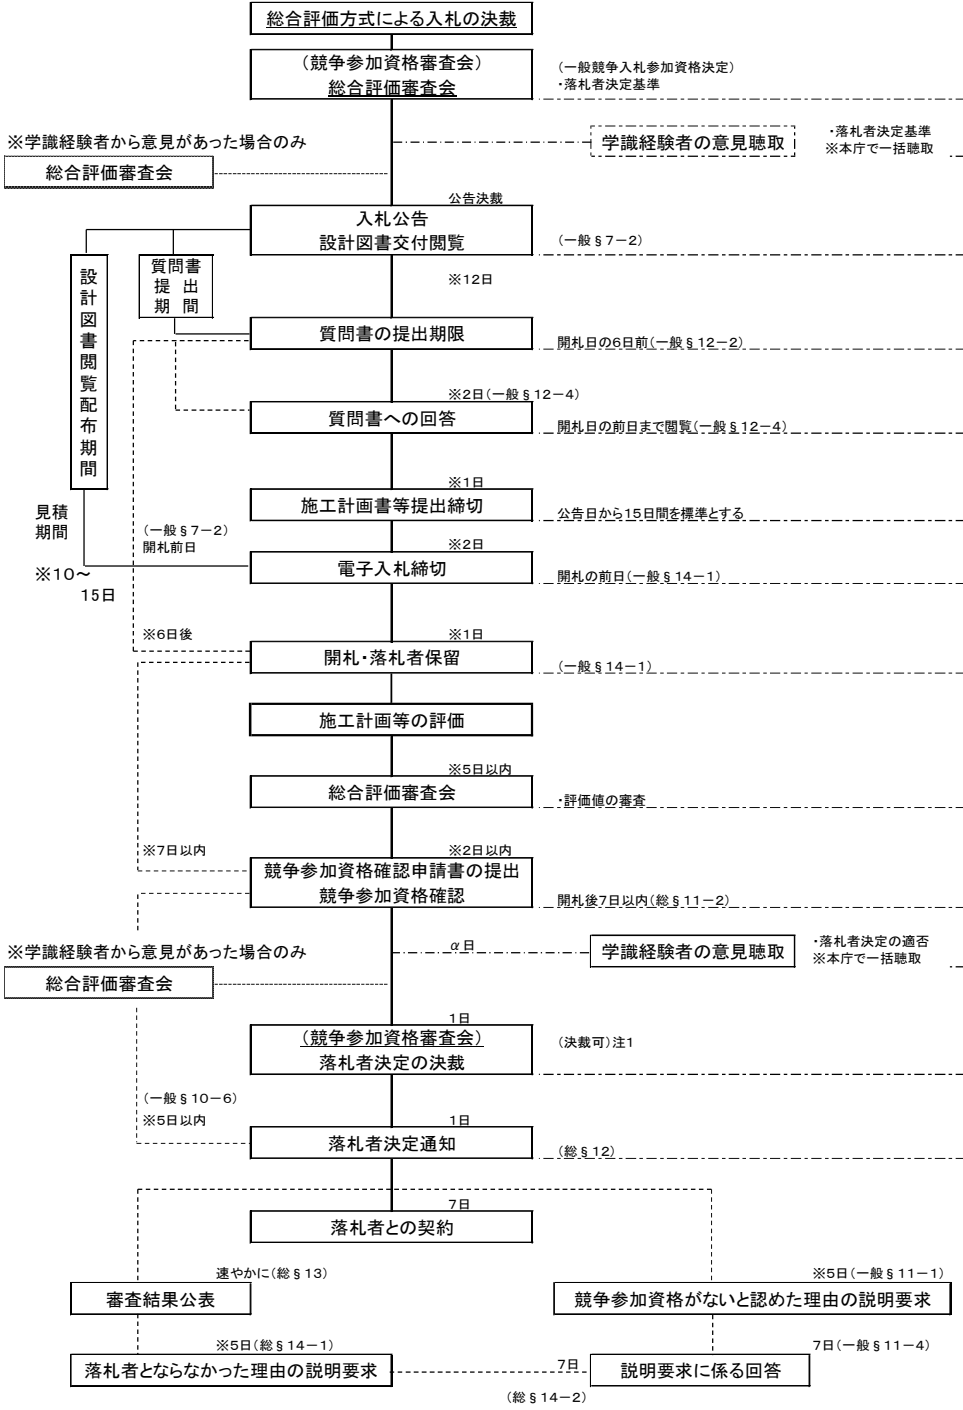 総合評価方式による入札の決裁
(競争参加資格審査会)
総合評価審査会
(一般競争入札参加資格決定)
・落札者決定基準
※学識経験者から意見があった場合のみ
総合評価審査会
学識経験者の意見聴取
・落札者決定基準
※本庁で一括聴取
公告決裁
入札公告
設計図書交付閲覧
(一般§7-2)
設計図書閲覧配布期間
質問書
提出
期間
※12日
質問書の提出期限
開札日の6日前(一般§12-2)
※2日(一般§12-4)
質問書への回答
開札日の前日まで閲覧(一般§12-4)
※1日
施工計画書等提出締切
公告日から15日間を標準とする
見積
期間
※10~
15日
(一般§7-2)
開札前日
※2日
電子入札締切
開札の前日(一般§14-1)
※6日後
※1日
開札・落札者保留
(一般§14-1)
施工計画等の評価
※5日以内
総合評価審査会
・評価値の審査
※7日以内
※2日以内
競争参加資格確認申請書の提出
競争参加資格確認
開札後7日以内(総§11-2)
※学識経験者から意見があった場合のみ
総合評価審査会
α日
学識経験者の意見聴取
・落札者決定の適否
※本庁で一括聴取
1日
(競争参加資格審査会)
落札者決定の決裁
(決裁可)注1
(一般§10-6)
※5日以内
1日
落札者決定通知
(総§12)
7日
落札者との契約
速やかに(総§13)
審査結果公表
※5日(一般§11-1)
競争参加資格がないと認めた理由の説明要求
※5日(総§14-1)
落札者とならなかった理由の説明要求
7日
(総§14-2)
7日(一般§11-4)
説明要求に係る回答